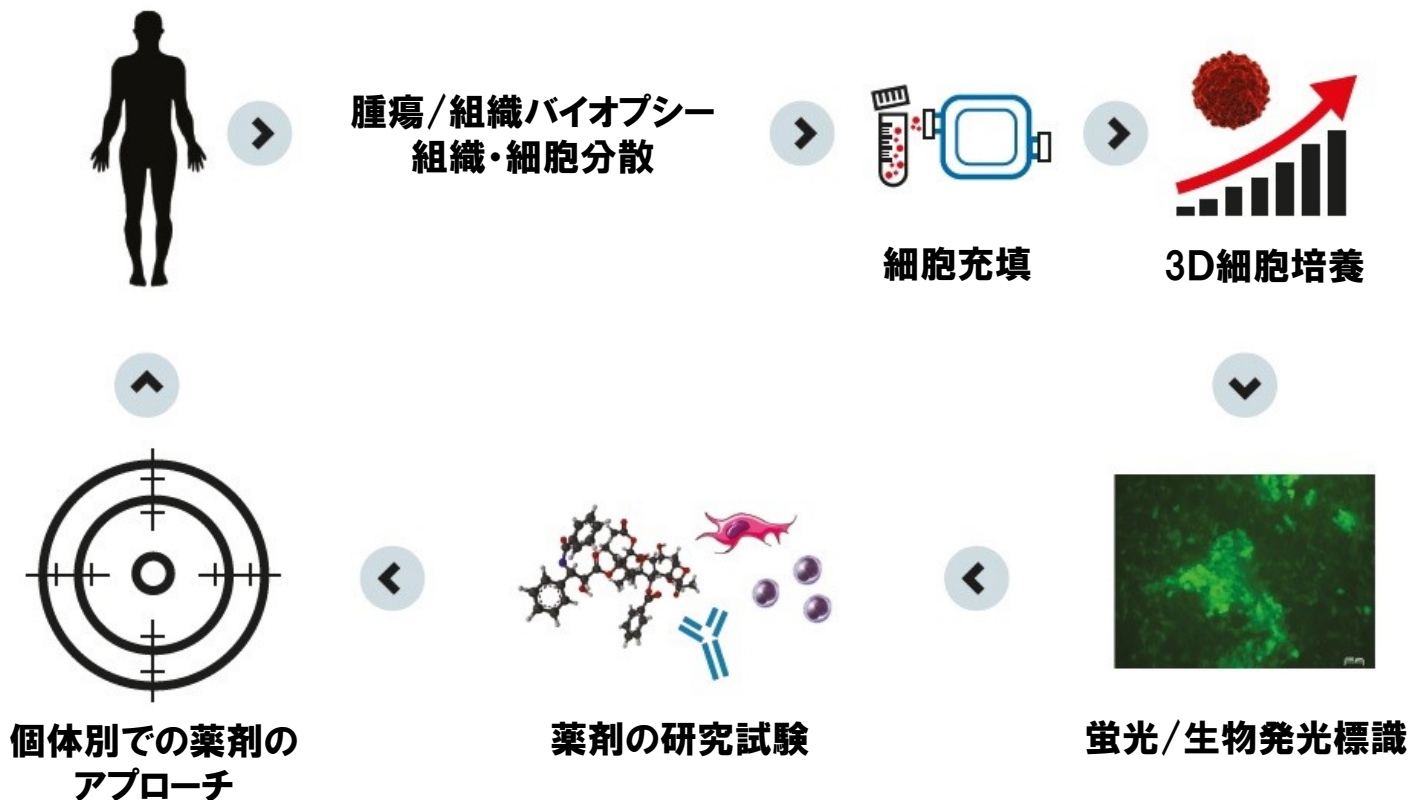 腫瘍/組織バイオプシー
組織・細胞分散
細胞充填
3D細胞培養
個体別での薬剤の
アプローチ
薬剤の研究試験
蛍光/生物発光標識